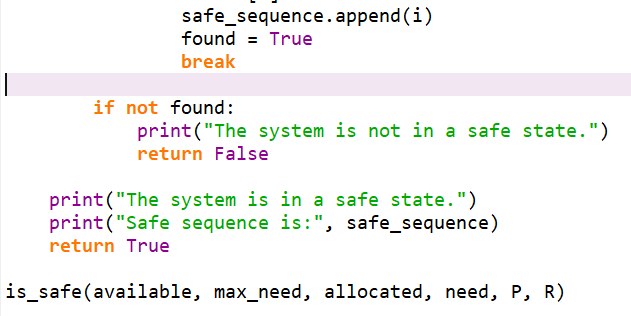 safe_sequence.append(i)
found = True
break
if not found:
print("The system is not in a safe state.")
return False
print("The system is in a safe state.")
print("Safe sequence is:", safe_sequence)
return True
is_safe(available, max_need, allocated, need, P, R)